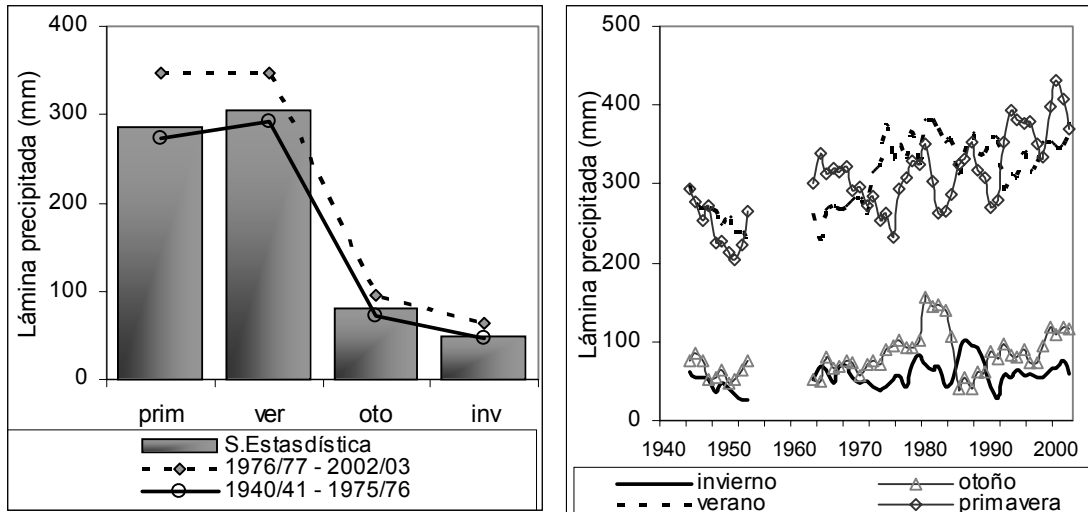 Lámina precipitada (mm)
400
300
200
100
0
prim ver oto inv
S.Estasdística
1976/77 - 2002/03
1940/41 - 1975/76
Lámina precipitada (mm)
500
400
300
200
100
0
1940 1950 1960 1970 1980 1990 2000
invierno otoño
verano primavera